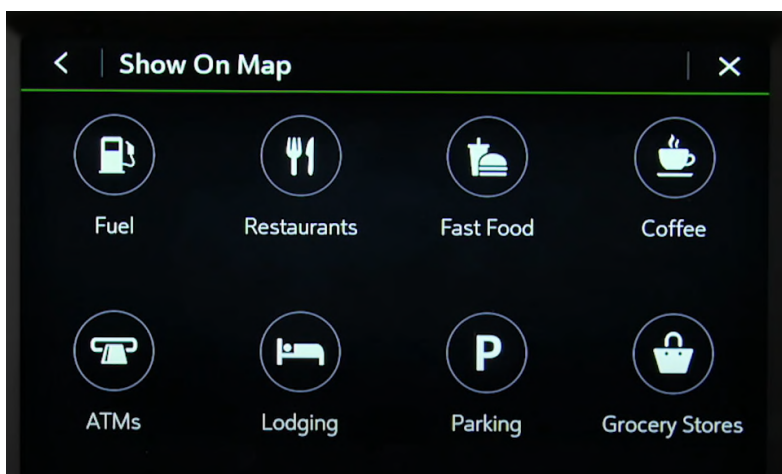 Show On Map
Fuel
Restaurants
Fast Food
Coffee
ATMs
Lodging
P
Parking
Grocery Stores